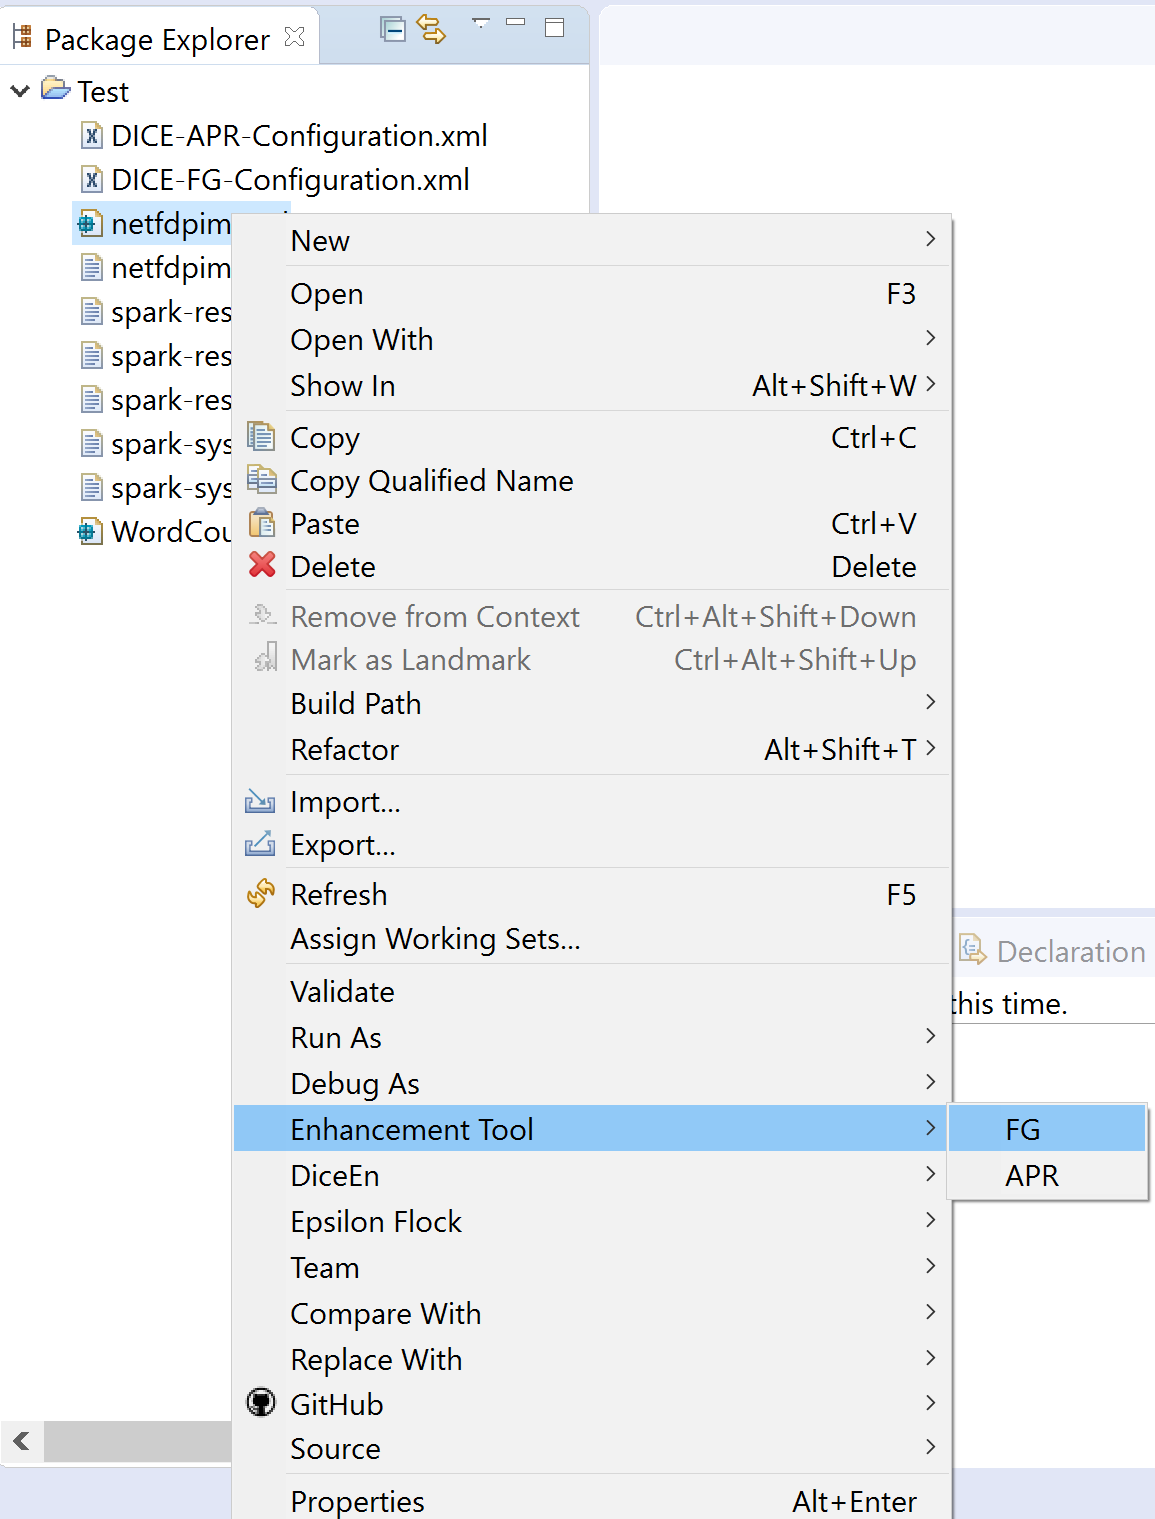 Package Explorer
Test
DICE-APR-Configuration.xml
DICE-FG-Configuration.xml
netfdpim
netfdpim
spark-res
spark-res
spark-res
spark-sys
spark-sys
WordCou
New
Open F3
Open With
Show In Alt+Shift+W
Copy Ctrl+C
Copy Qualified Name
Paste Ctrl+V
Delete Delete
Remove from Context Ctrl+Alt+Shift+Down
Mark as Landmark Ctrl+Alt+Shift+Up
Build Path
Refactor Alt+Shift+T
Import...
Export...
Refresh F5
Assign Working Sets...
Validate
Run As
Debug As
Enhancement Tool
DiceEn
Epsilon Flock
Team
Compare With
Replace With
GitHub
Source
Properties Alt+Enter
FG
APR
Declaration
this time.